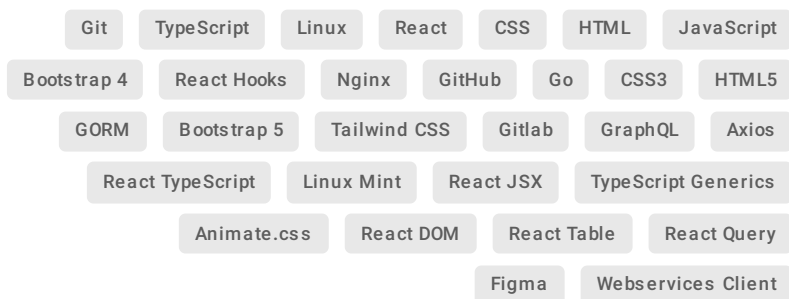 Git TypeScript Linux React CSS HTML JavaScript
Bootstrap 4 React Hooks Nginx GitHub Go CSS3 HTML5
GORM Bootstrap 5 Tailwind CSS Gitlab GraphQL Axios
React TypeScript Linux Mint React JSX TypeScript Generics
Animate.css React DOM React Table React Query
Figma Webservices Client